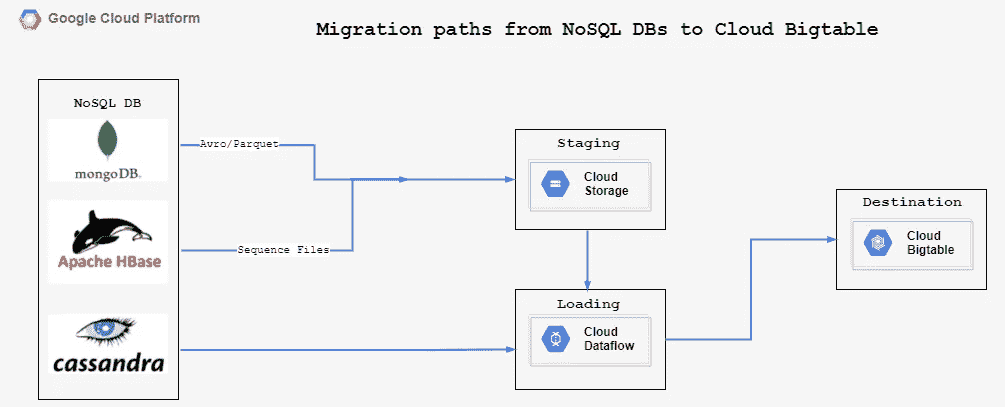 Google Cloud Platform
Migration paths from NoSQL DBs to Cloud Bigtable
NoSQL DB
mongoDB.
Avro/Parquet
APACHE HBASE
Sequence Files
cassandra
Staging
Cloud
Storage
Loading
Cloud
Dataflow
Destination
Cloud
Bigtable